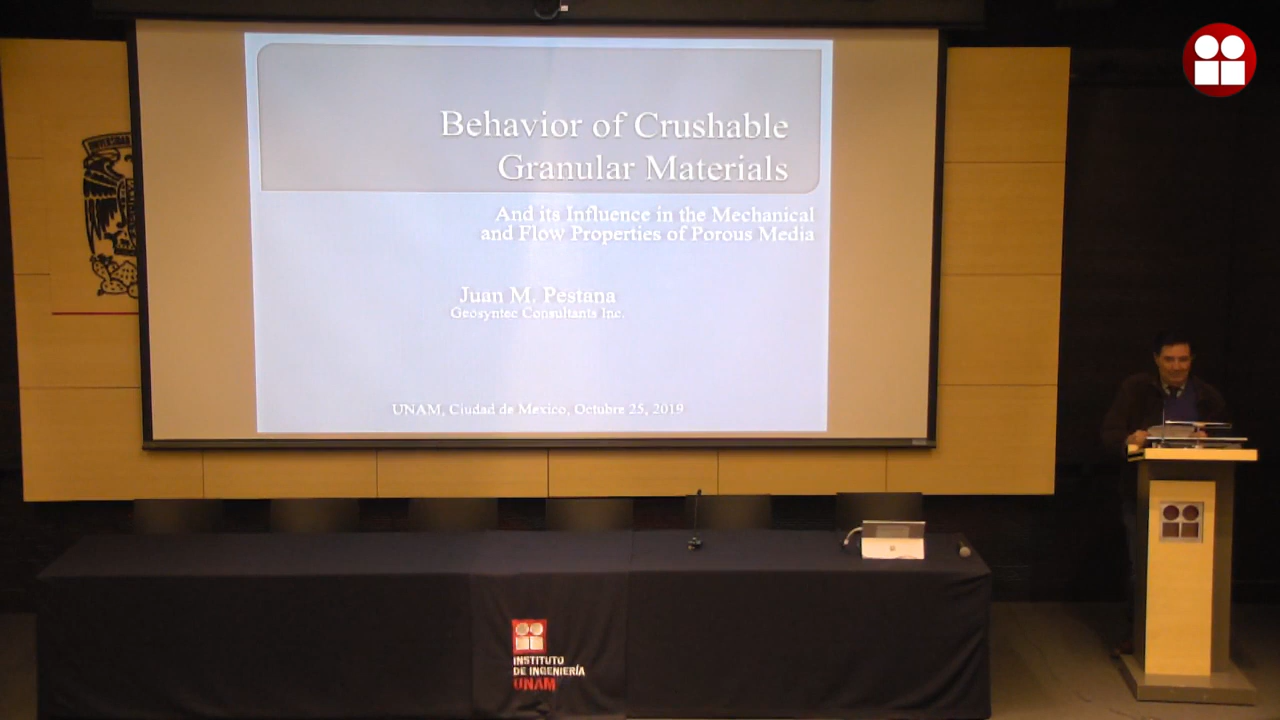 Behavior of Crushable
Granular Materials
And its Influence in the Mechanical
and Flow Properties of Porous Media
Juan M. Pestana
Geosyntec Consultants Inc.
UNAM, Ciudad de Mexico, Octubre 25, 2019
INSTITUTO
DE INGENIERÍA
UNAM